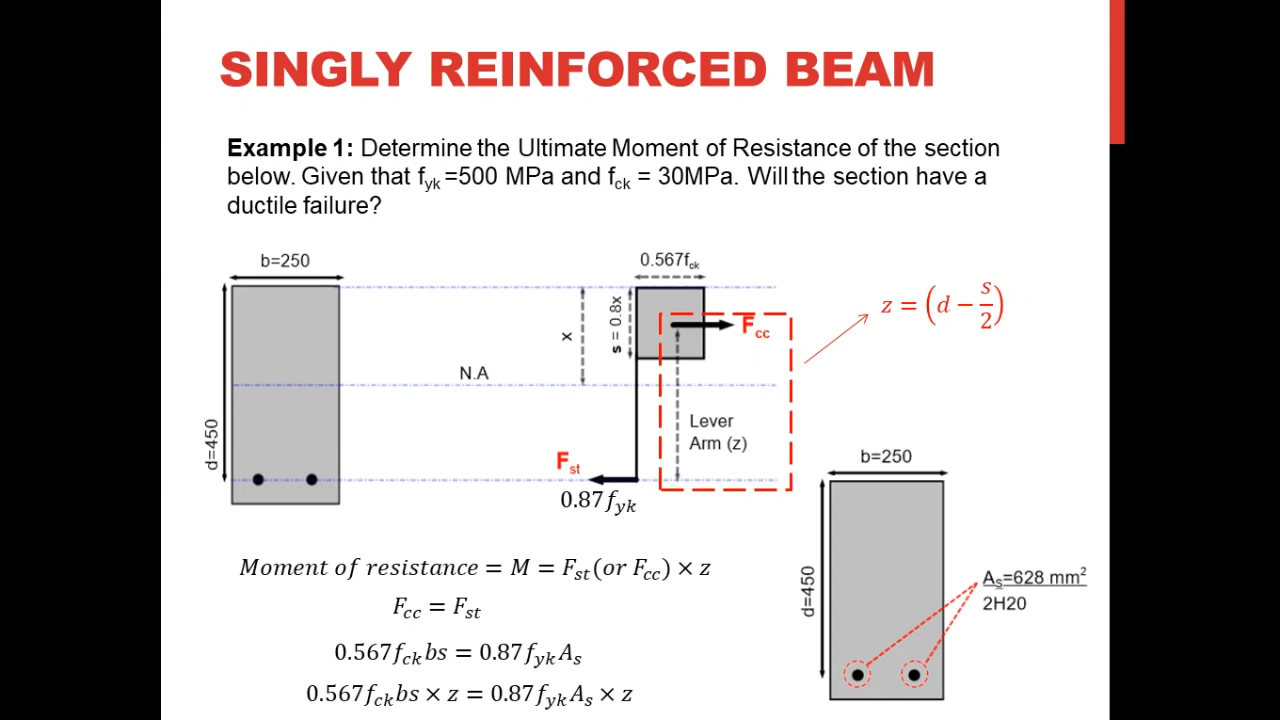 SINGLY REINFORCED BEAM
Example 1: Determine the Ultimate Moment of Resistance of the section
below. Given that fyk =500 MPa and fck = 30MPa. Will the section have a
ductile failure?
b=250
0.567fck
z = (d − s/2)
x
s = 0.8x
Fcc
N.A
d=450
Lever
Arm (z)
Fst
0.87fyk
b=250
Moment of resistance = M = Fst(or Fcc) × z
Fcc = Fst
0.567fckbs = 0.87fykAs
0.567fckbs × z = 0.87fykAs × z
d=450
As=628 mm²
2H20